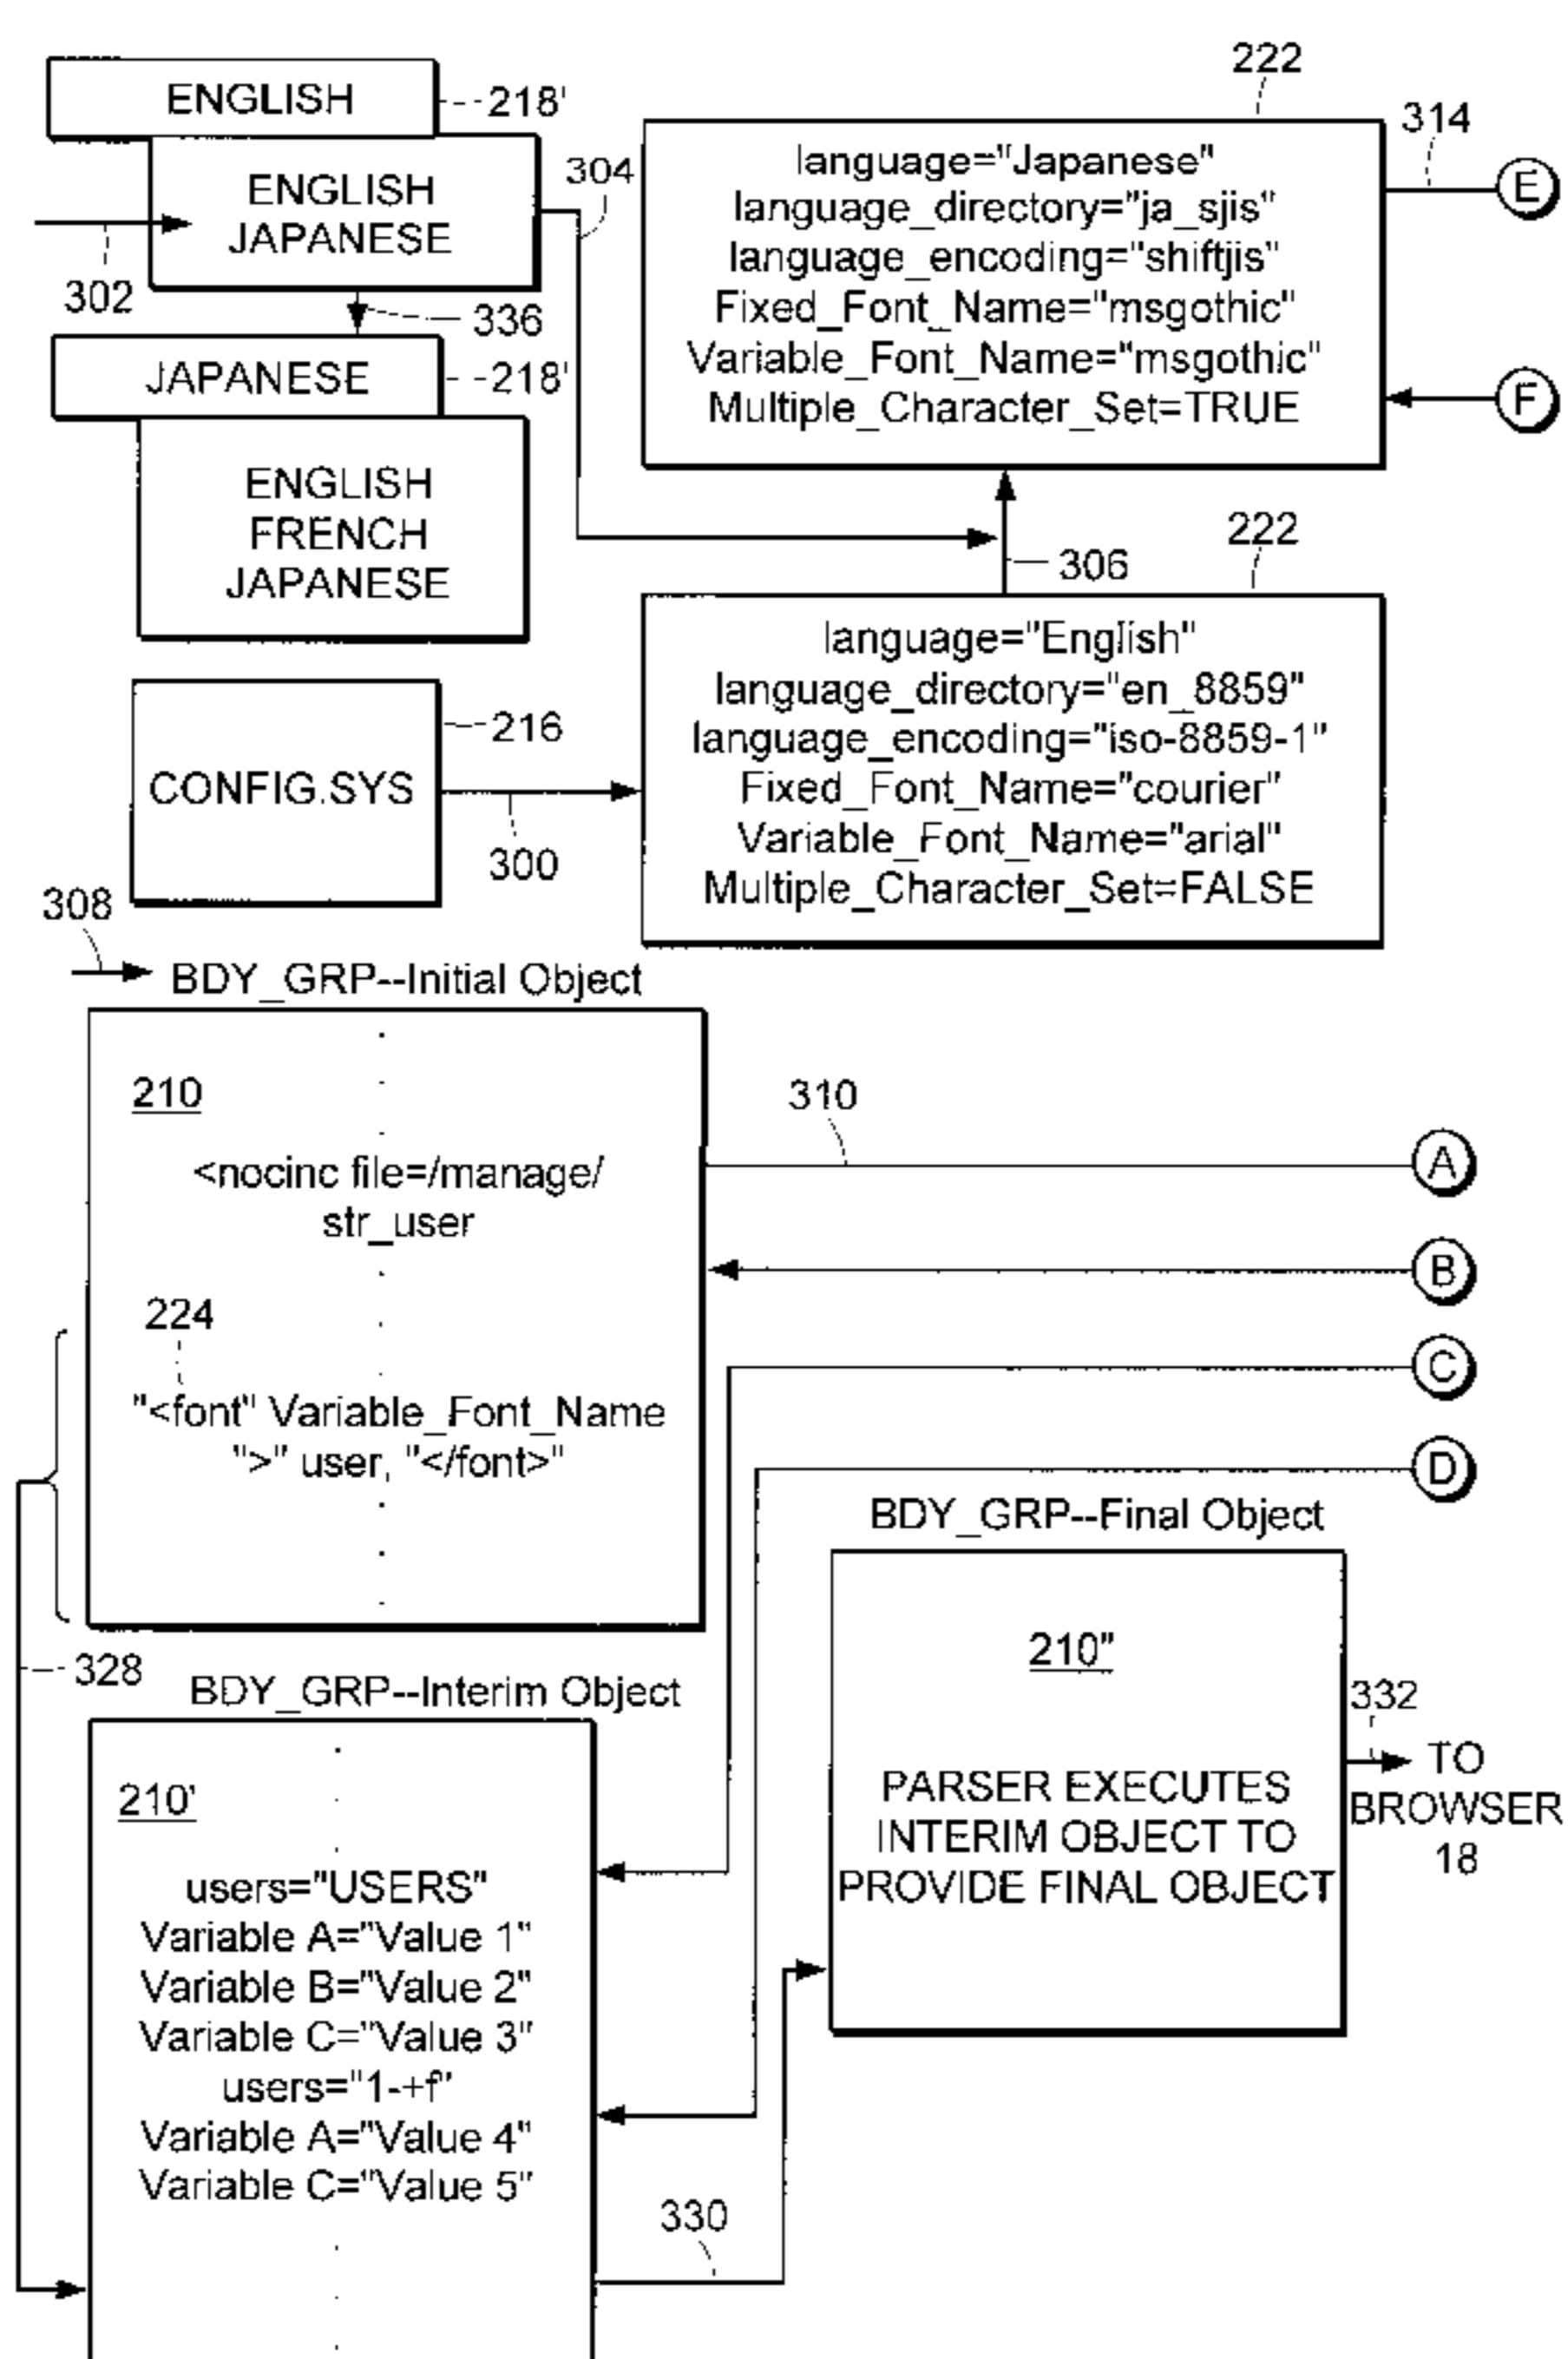 ENGLISH
218'
ENGLISH
JAPANESE
302
304
336
JAPANESE
218'
ENGLISH
FRENCH
JAPANESE
222
language="Japanese"
language_directory="ja_sjis"
language_encoding="shiftjis"
Fixed_Font_Name="msgothic"
Variable_Font_Name="msgothic"
Multiple_Character_Set=TRUE
314
E
F
306
222
language="English"
language_directory="en_8859"
language_encoding="iso-8859-1"
Fixed_Font_Name="courier"
Variable_Font_Name="arial"
Multiple_Character_Set=FALSE
CONFIG.SYS
216
300
308
BDY_GRP--Initial Object
210
<nocinc file=/manage/
str_user
224
"<font" Variable_Font_Name
">" user, "</font>"
310
A
B
C
D
328
BDY_GRP--Interim Object
210'
users="USERS"
Variable A="Value 1"
Variable B="Value 2"
Variable C="Value 3"
users="1-+f"
Variable A="Value 4"
Variable C="Value 5"
330
BDY_GRP--Final Object
210"
PARSER EXECUTES
INTERIM OBJECT TO
PROVIDE FINAL OBJECT
332
TO
BROWSER
18